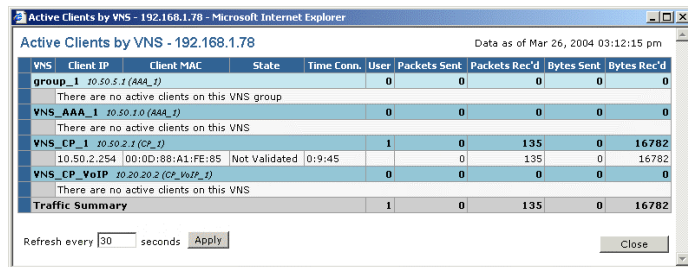 Active Clients by VNS - 192.168.1.78 - Microsoft Internet Explorer
Active Clients by VNS - 192.168.1.78 Data as of Mar 26, 2004 03:12:15 pm
VNS Client IP Client MAC State Time Conn. User Packets Sent Packets Rec'd Bytes Sent Bytes Rec'd
group_1 10.50.5.1 (AAA_1) 0 0 0 0 0
There are no active clients on this VNS group
VNS_AAA_1 10.50.1.0 (AAA_1) 0 0 0 0 0
There are no active clients on this VNS
VNS_CP_1 10.50.2.1 (CP_1) 1 0 135 0 16782
10.50.2.254 00:0D:88:A1:FE:85 Not Validated 0:9:45 0 135 0 16782
VNS_CP_VoIP 10.20.20.2 (CP_VoIP_1) 0 0 0 0 0
There are no active clients on this VNS
Traffic Summary 1 0 135 0 16782
Refresh every 30 seconds Apply Close